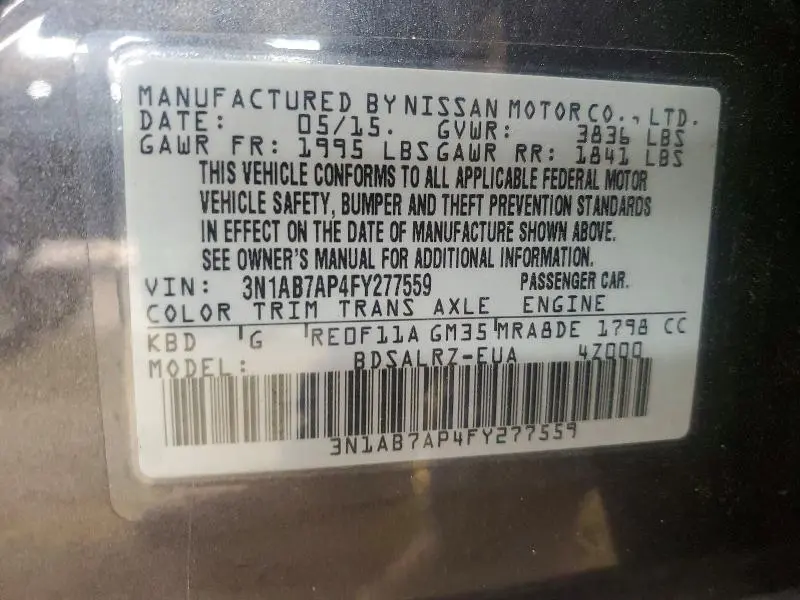 MANUFACTURED BY NISSAN MOTOR CO., LTD.
DATE: 05/15. GVWR: 3836 LBS
GAWR FR: 1995 LBS GAWR RR: 1841 LBS
THIS VEHICLE CONFORMS TO ALL APPLICABLE FEDERAL MOTOR
VEHICLE SAFETY, BUMPER AND THEFT PREVENTION STANDARDS
IN EFFECT ON THE DATE OF MANUFACTURE SHOWN ABOVE.
SEE OWNER'S MANUAL FOR ADDITIONAL INFORMATION.
VIN: 3N1AB7AP4FY277559 PASSENGER CAR.
COLOR TRIM TRANS AXLE ENGINE
KBD G RE0F11A GM35 MRA8DE 1798 CC
MODEL: BDSALRZ-EUA 4Z000
3N1AB7AP4FY277559